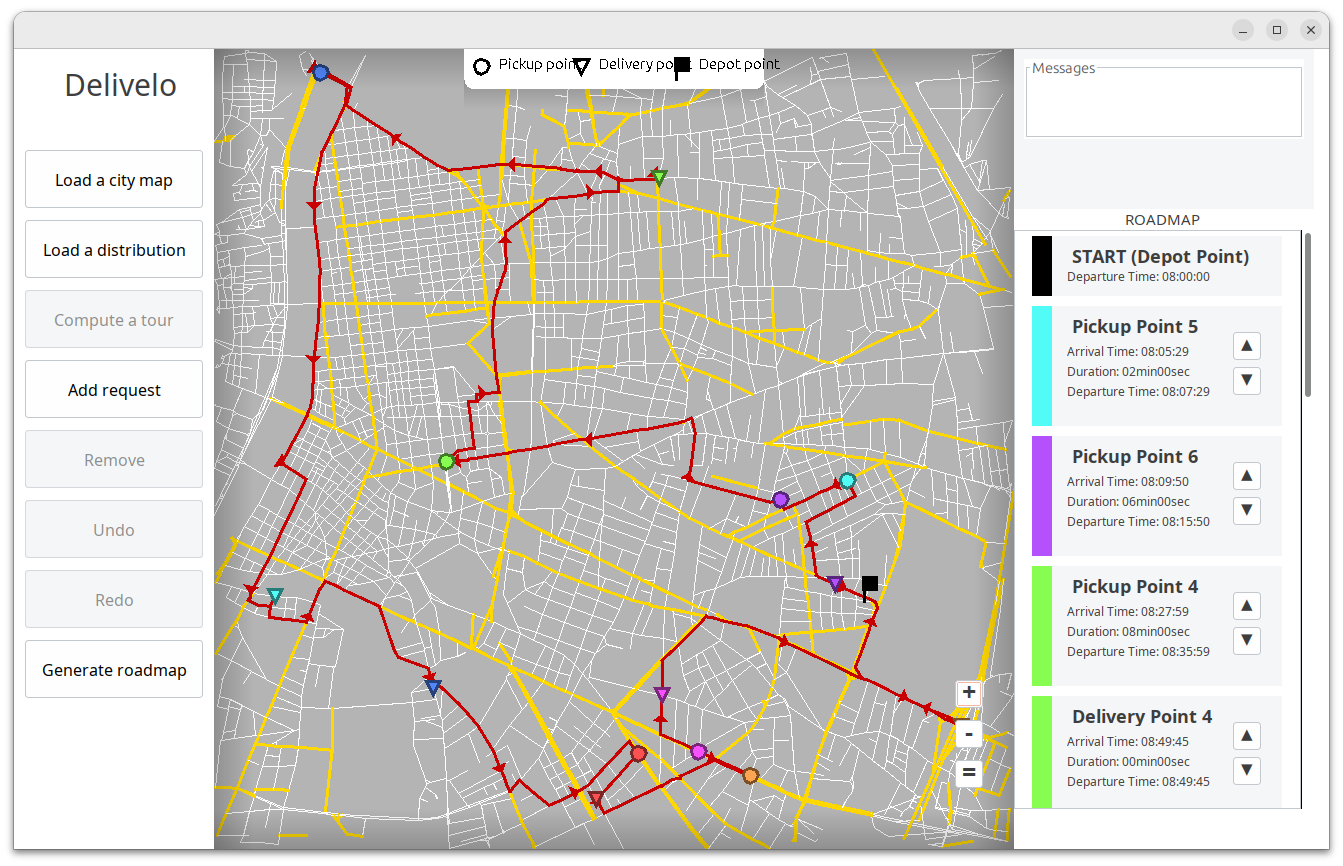 Delivelo
Load a city map
Load a distribution
Compute a tour
Add request
Remove
Undo
Redo
Generate roadmap
Pickup poin
Delivery po
Depot point
+
-
=
Messages
ROADMAP
START (Depot Point)
Departure Time: 08:00:00
Pickup Point 5
Arrival Time: 08:05:29
Duration: 02min00sec
Departure Time: 08:07:29
Pickup Point 6
Arrival Time: 08:09:50
Duration: 06min00sec
Departure Time: 08:15:50
Pickup Point 4
Arrival Time: 08:27:59
Duration: 08min00sec
Departure Time: 08:35:59
Delivery Point 4
Arrival Time: 08:49:45
Duration: 00min00sec
Departure Time: 08:49:45